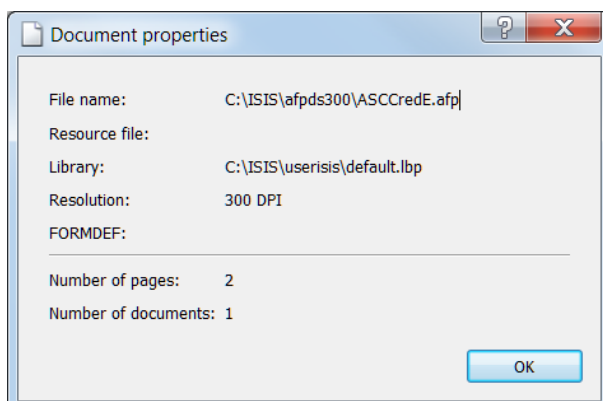 Document properties
File name: C:\ISIS\afpds300\ASCCredE.afp
Resource file:
Library: C:\ISIS\userisis\default.lbp
Resolution: 300 DPI
FORMDEF:
Number of pages: 2
Number of documents: 1
OK